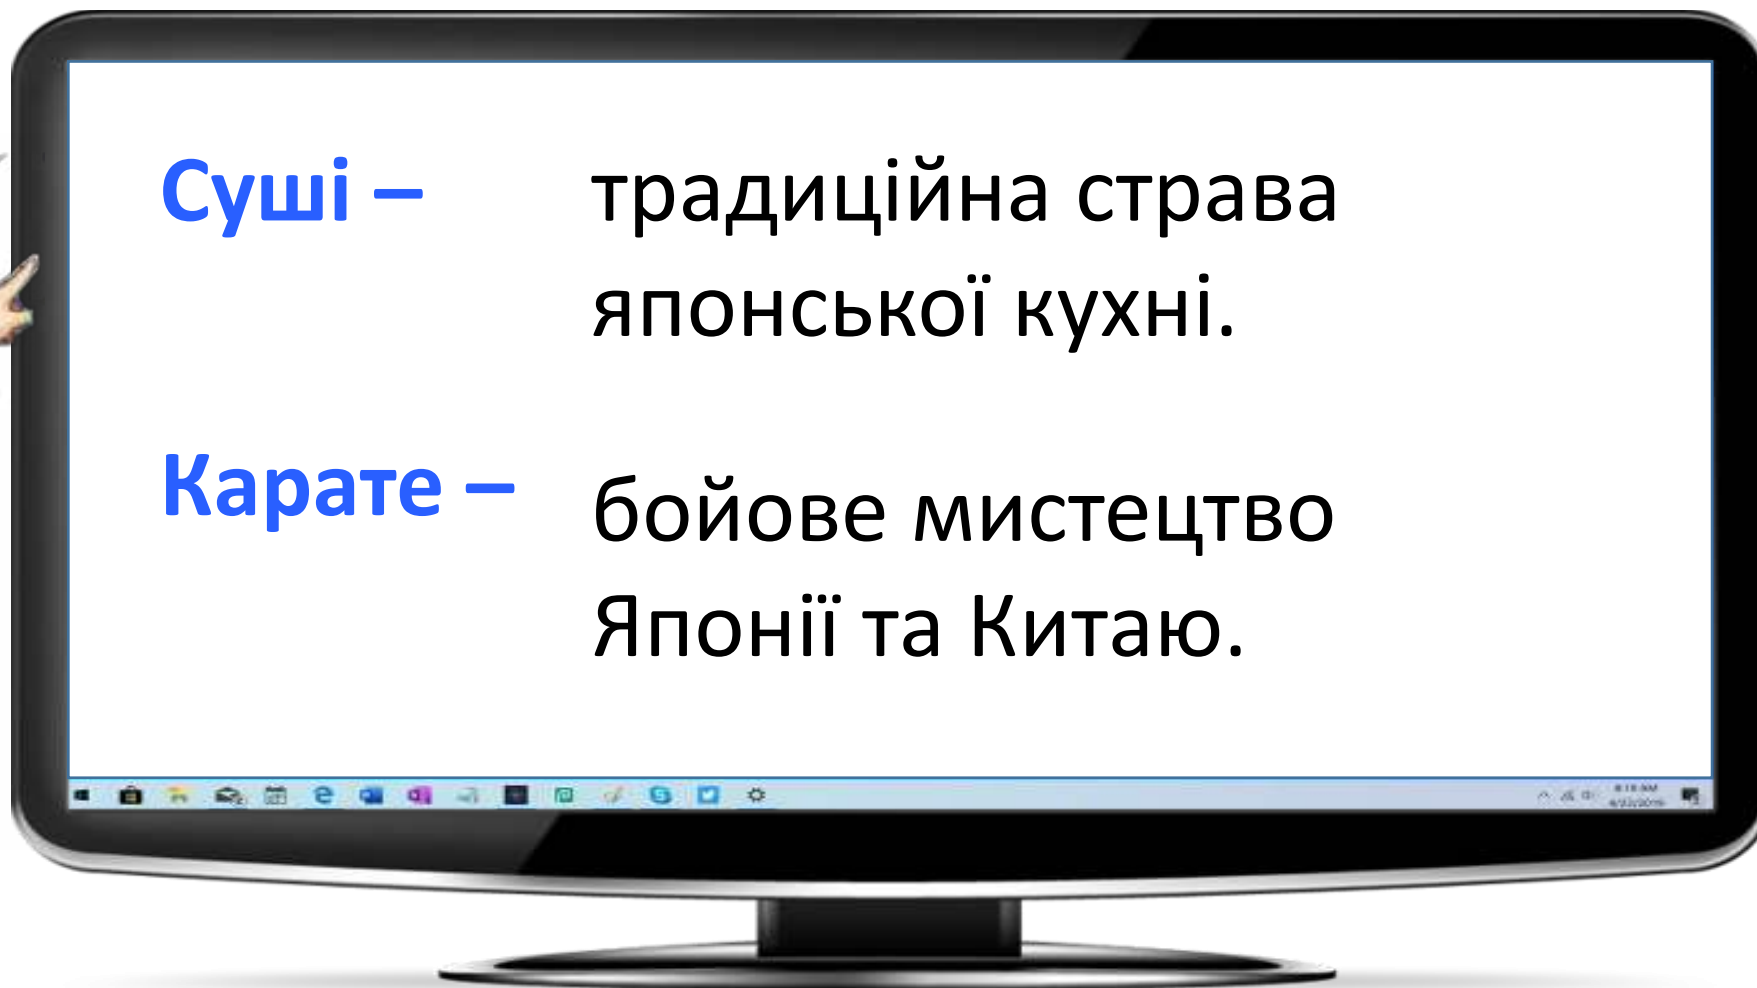 Суші – традиційна страва
японської кухні.
Карате – бойове мистецтво
Японії та Китаю.